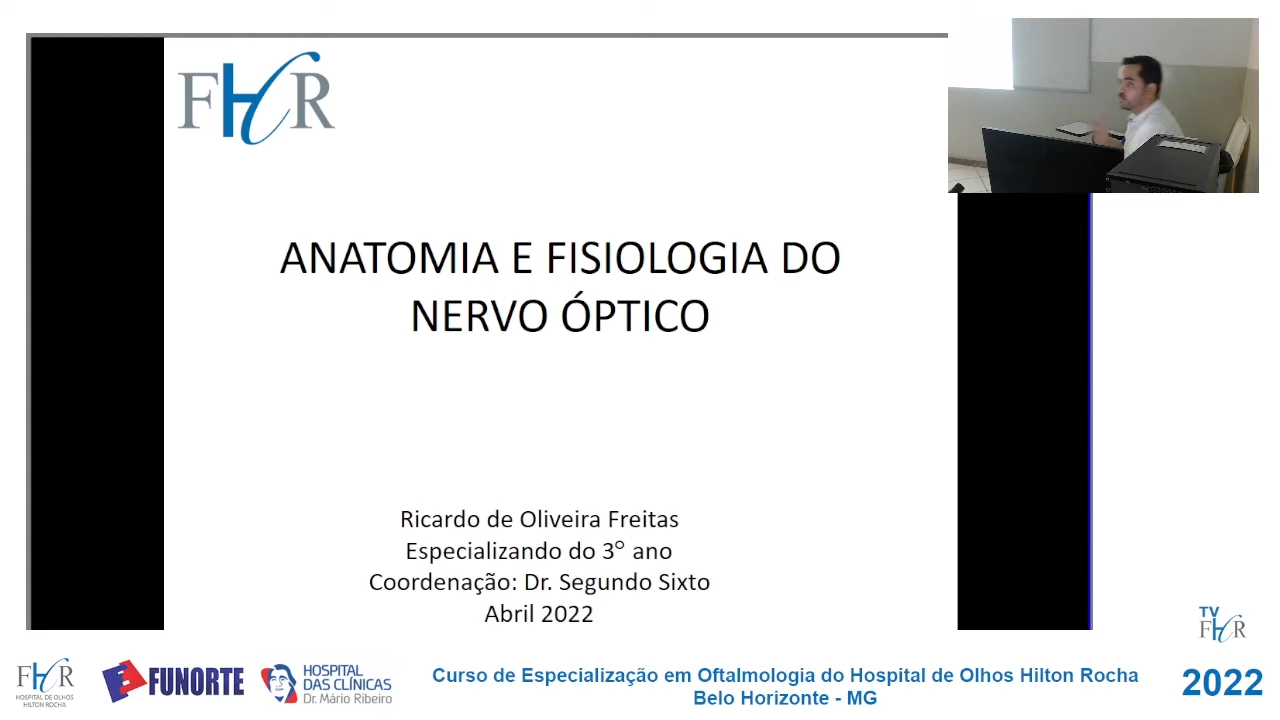 FHR
ANATOMIA E FISIOLOGIA DO
NERVO ÓPTICO
Ricardo de Oliveira Freitas
Especializando do 3° ano
Coordenação: Dr. Segundo Sixto
Abril 2022
TV
FHR
FHR
HOSPITAL DE OLHOS
HILTON ROCHA
FUNORTE
HOSPITAL
DAS CLÍNICAS
Dr. Mário Ribeiro
Curso de Especialização em Oftalmologia do Hospital de Olhos Hilton Rocha
Belo Horizonte - MG
2022